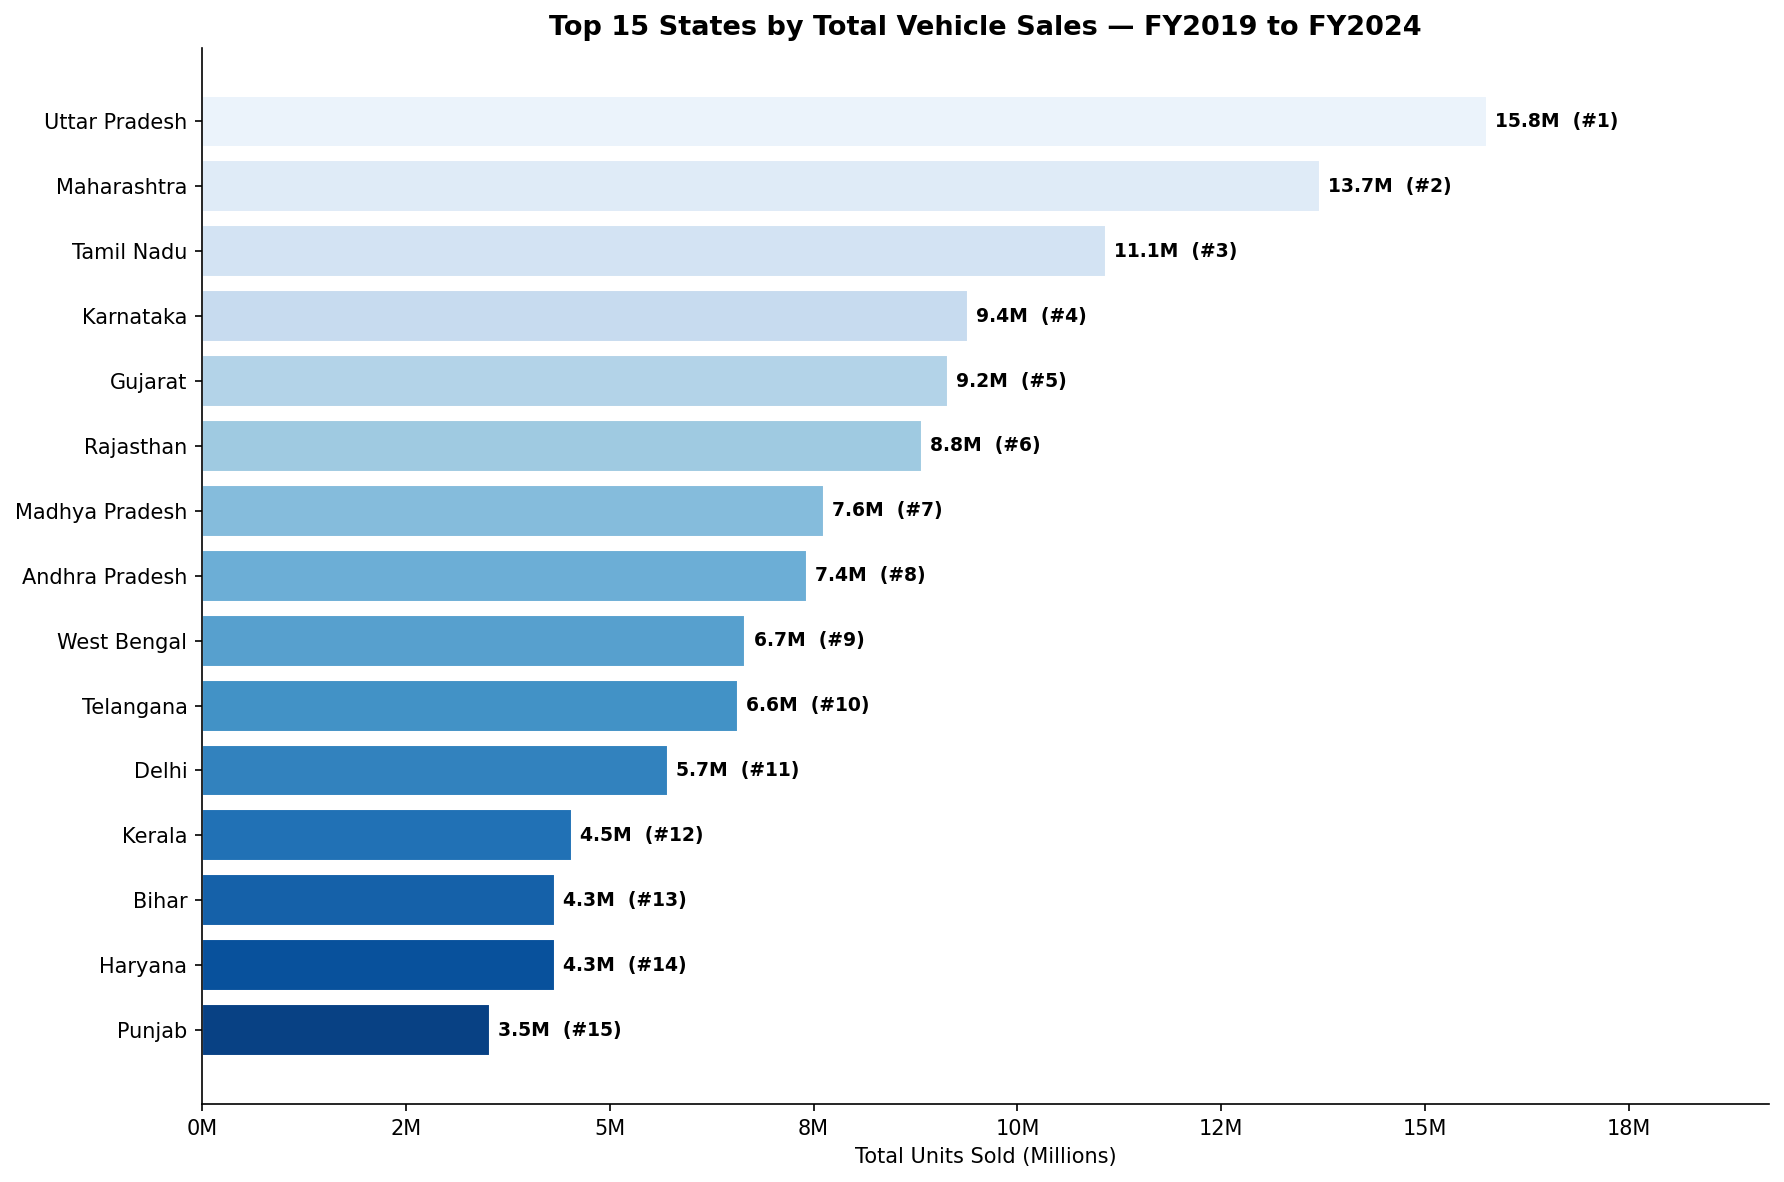 Top 15 States by Total Vehicle Sales — FY2019 to FY2024
Uttar Pradesh 15.8M (#1)
Maharashtra 13.7M (#2)
Tamil Nadu 11.1M (#3)
Karnataka 9.4M (#4)
Gujarat 9.2M (#5)
Rajasthan 8.8M (#6)
Madhya Pradesh 7.6M (#7)
Andhra Pradesh 7.4M (#8)
West Bengal 6.7M (#9)
Telangana 6.6M (#10)
Delhi 5.7M (#11)
Kerala 4.5M (#12)
Bihar 4.3M (#13)
Haryana 4.3M (#14)
Punjab 3.5M (#15)
0M 2M 5M 8M 10M 12M 15M 18M
Total Units Sold (Millions)